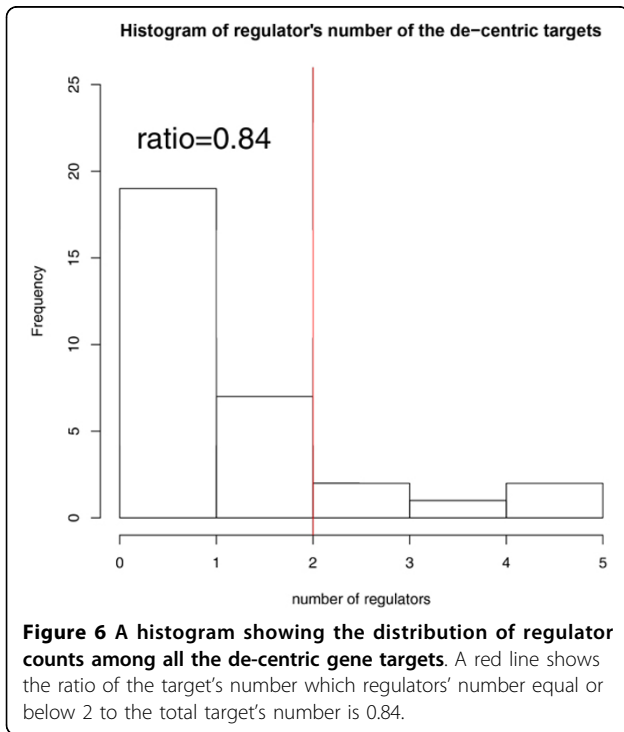 Histogram of regulator's number of the de−centric targets
ratio=0.84
25
20
15
10
5
0
Frequency
0 1 2 3 4 5
number of regulators
Figure 6 A histogram showing the distribution of regulator
counts among all the de-centric gene targets. A red line shows
the ratio of the target's number which regulators' number equal or
below 2 to the total target's number is 0.84.